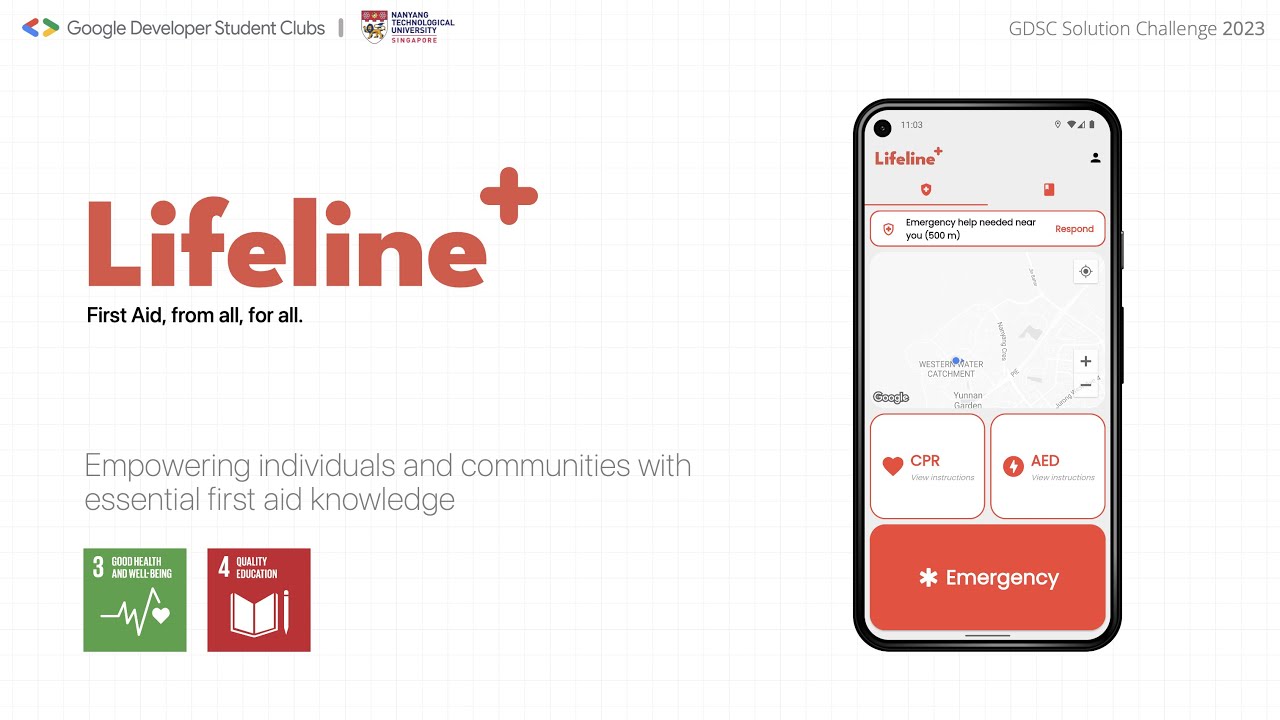 Google Developer Student Clubs
NANYANG
TECHNOLOGICAL
UNIVERSITY
SINGAPORE
GDSC Solution Challenge 2023
Lifeline+
First Aid, from all, for all.
Empowering individuals and communities with
essential first aid knowledge
3 GOOD HEALTH
AND WELL-BEING
4 QUALITY
EDUCATION
11:03
Lifeline+
Emergency help needed near
you (500 m)
Respond
Nanyang Cres
WESTERN WATER
CATCHMENT
PIE
Yunnan
Garden
Google
+
−
CPR
View instructions
AED
View instructions
Emergency